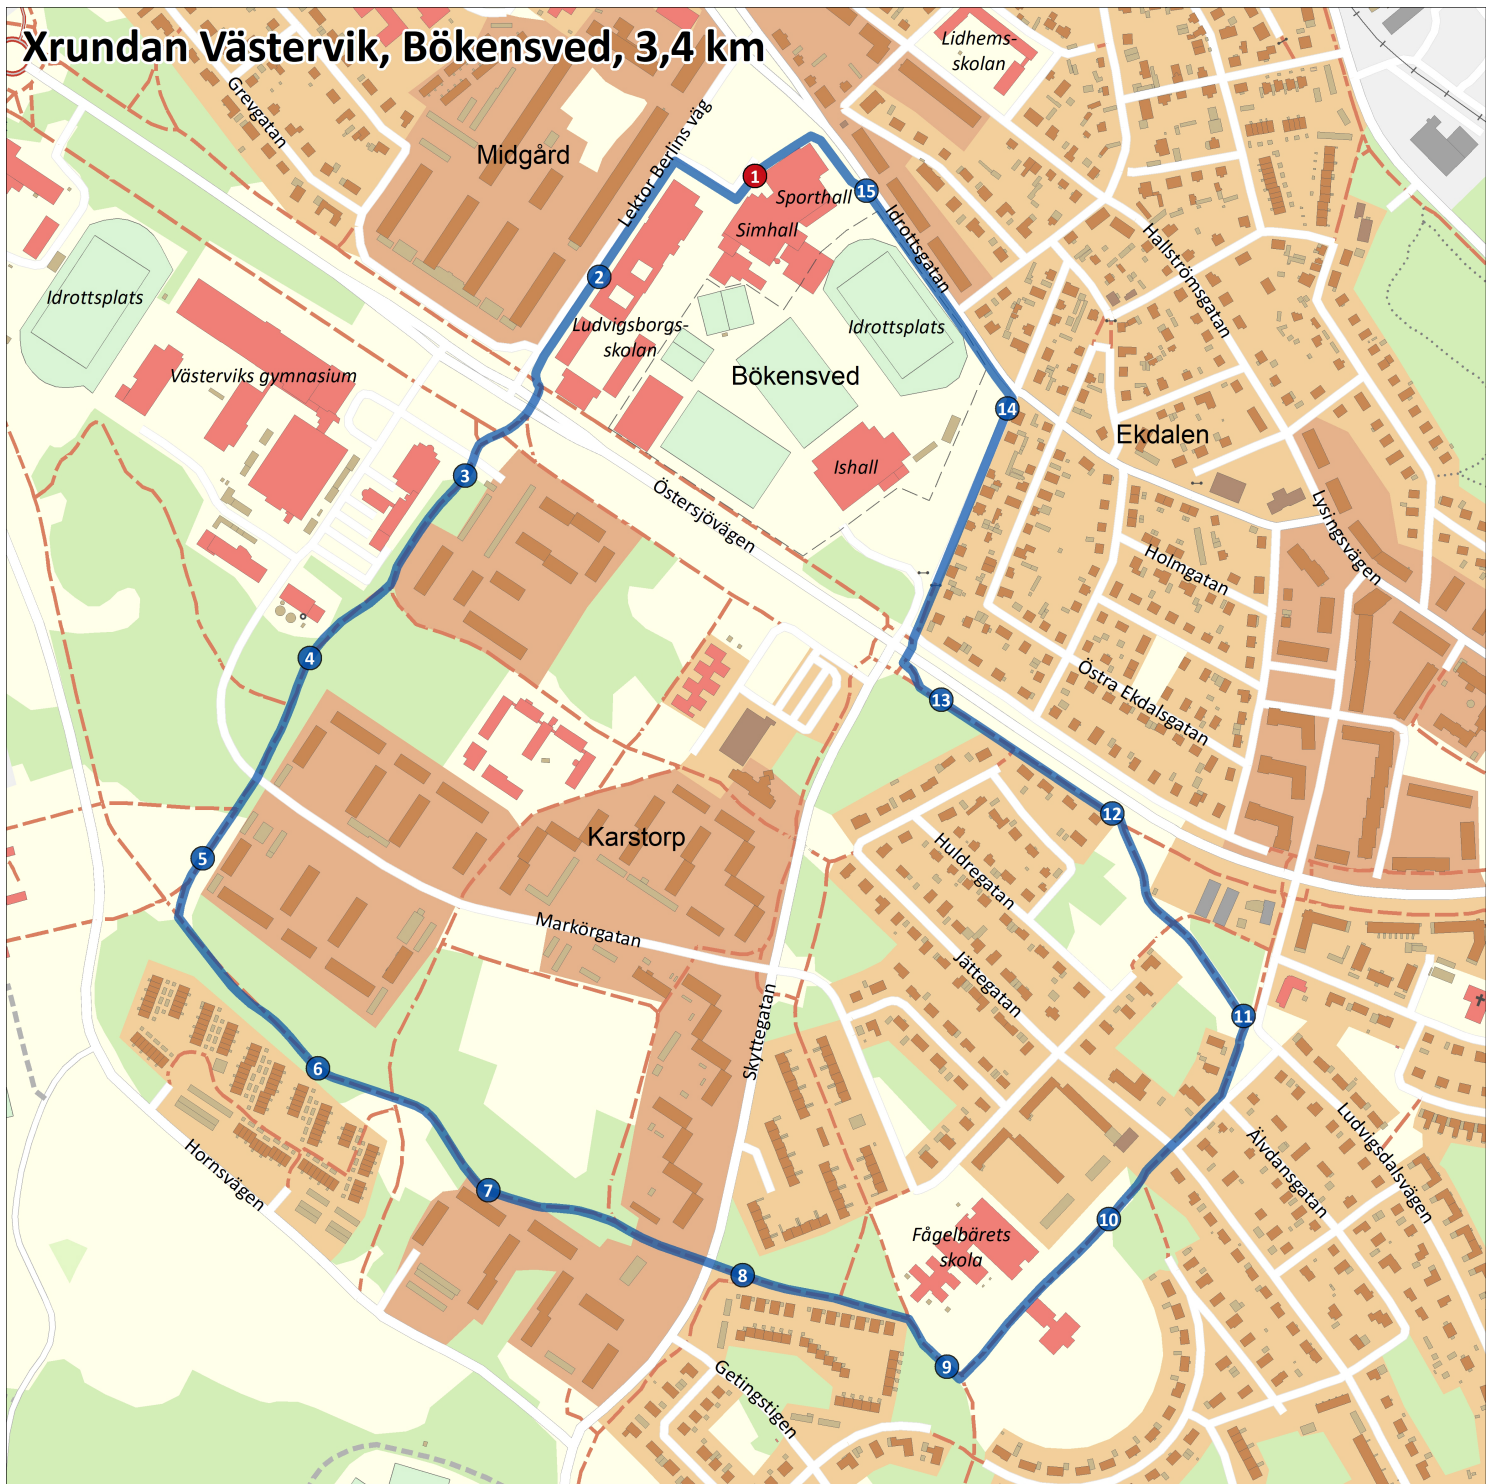 Xrundan Västervik, Bökensved, 3,4 km
Lidhems-
skolan
Grevgatan
Midgård
Lektor Berlins väg
1
Sporthall
15
Simhall
Idrottsgatan
Hallströmsgatan
2
Idrottsplats
Ludvigsborgs-
skolan
Idrottsplats
Västerviks gymnasium
Bökensved
14
Ekdalen
Ishall
3
Östersjövägen
Lysingsvägen
Holmgatan
4
Östra Ekdalsgatan
13
12
Karstorp
5
Huldregatan
Markörgatan
Jättegatan
11
Skyttegatan
6
Hornsvägen
Älvdansgatan
Ludvigsdalsvägen
7
10
Fågelbärets
skola
8
9
Getingstigen